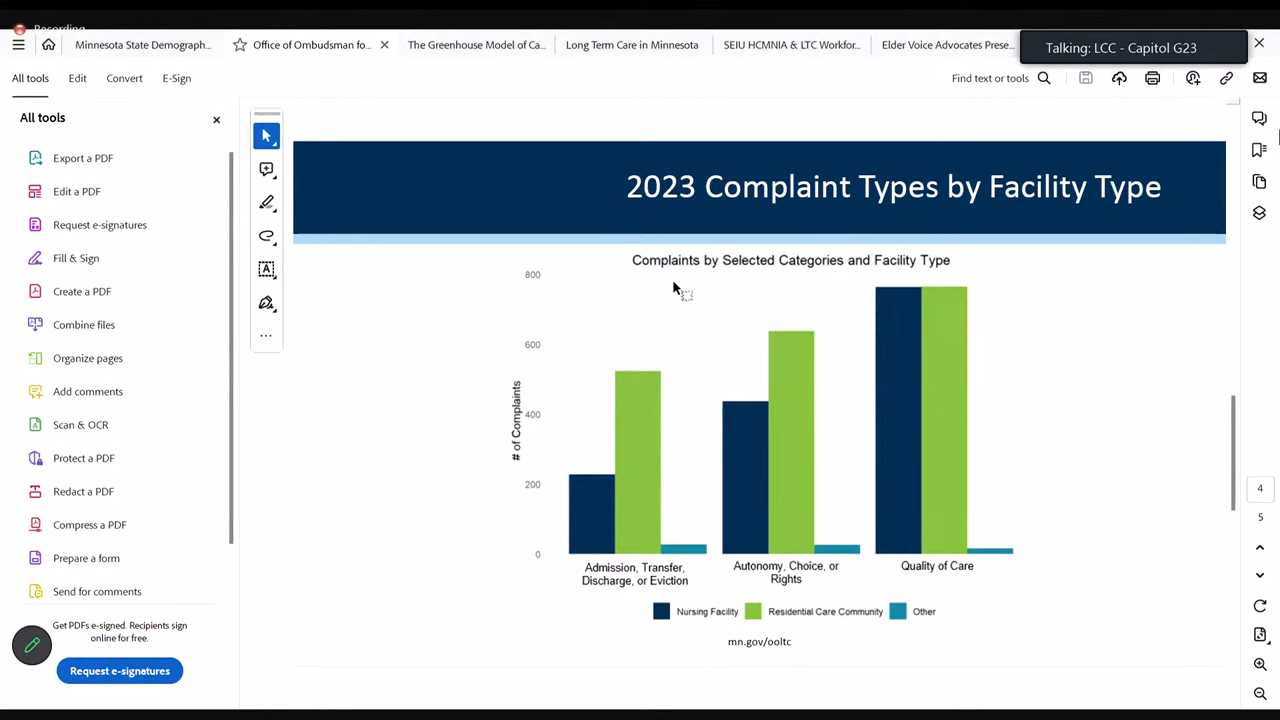 Recording
Minnesota State Demograph...
Office of Ombudsman fo...
The Greenhouse Model of Ca...
Long Term Care in Minnesota
SEIU HCMNIA & LTC Workfor...
Elder Voice Advocates Prese...
Talking: LCC - Capitol G23
All tools
Edit
Convert
E-Sign
Find text or tools
All tools
Export a PDF
Edit a PDF
Request e-signatures
Fill & Sign
Create a PDF
Combine files
Organize pages
Add comments
Scan & OCR
Protect a PDF
Redact a PDF
Compress a PDF
Prepare a form
Send for comments
Get PDFs e-signed. Recipients sign
online for free.
Request e-signatures
2023 Complaint Types by Facility Type
Complaints by Selected Categories and Facility Type
# of Complaints
800
600
400
200
0
Admission, Transfer,
Discharge, or Eviction
Autonomy, Choice, or
Rights
Quality of Care
Nursing Facility
Residential Care Community
Other
mn.gov/ooltc
4
5